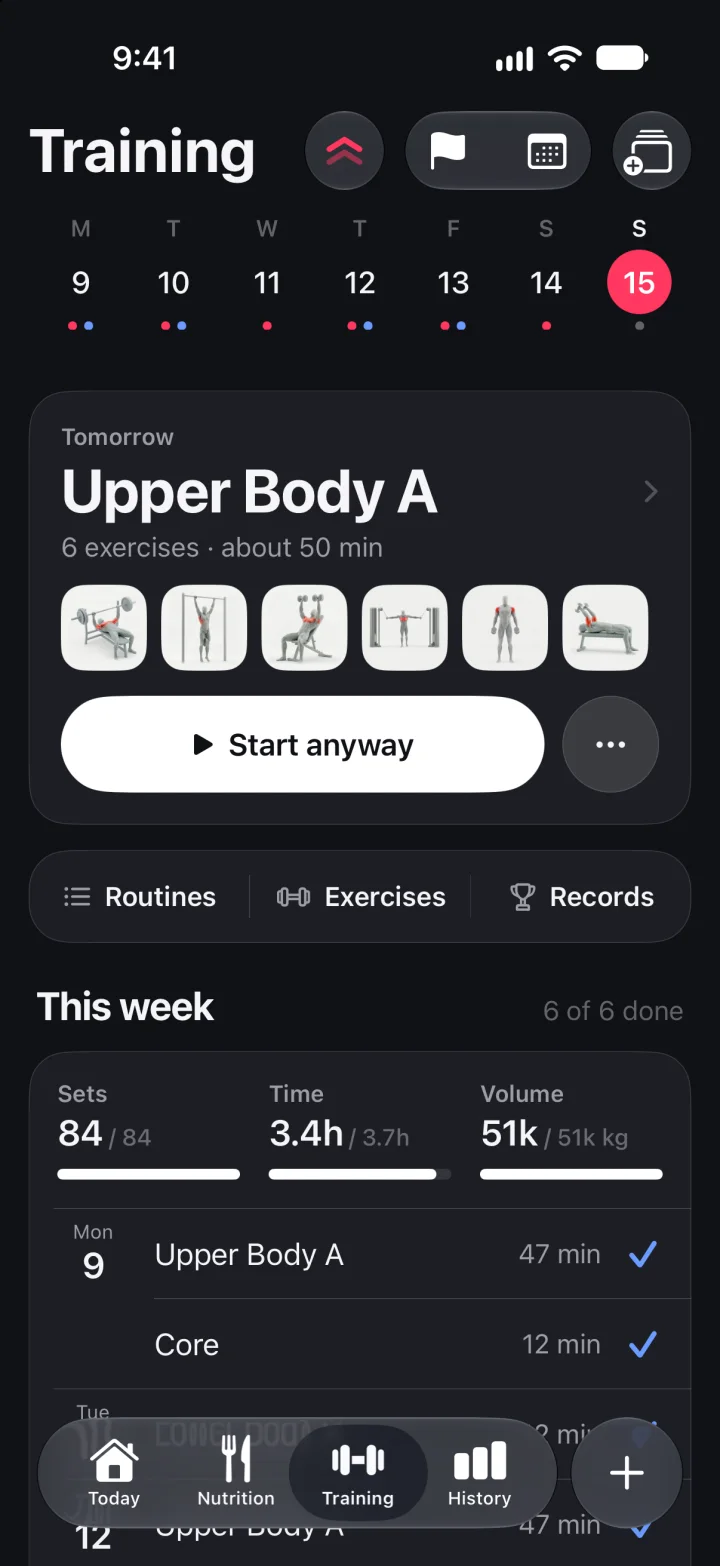 9:41
Training
M T W T F S S
9 10 11 12 13 14 15
Tomorrow
Upper Body A
6 exercises · about 50 min
Start anyway
Routines
Exercises
Records
This week
6 of 6 done
Sets
84 / 84
Time
3.4h / 3.7h
Volume
51k / 51k kg
Mon
9
Upper Body A
47 min
Core
12 min
Tue
12
Upper Body A
47 min
Today
Nutrition
Training
History